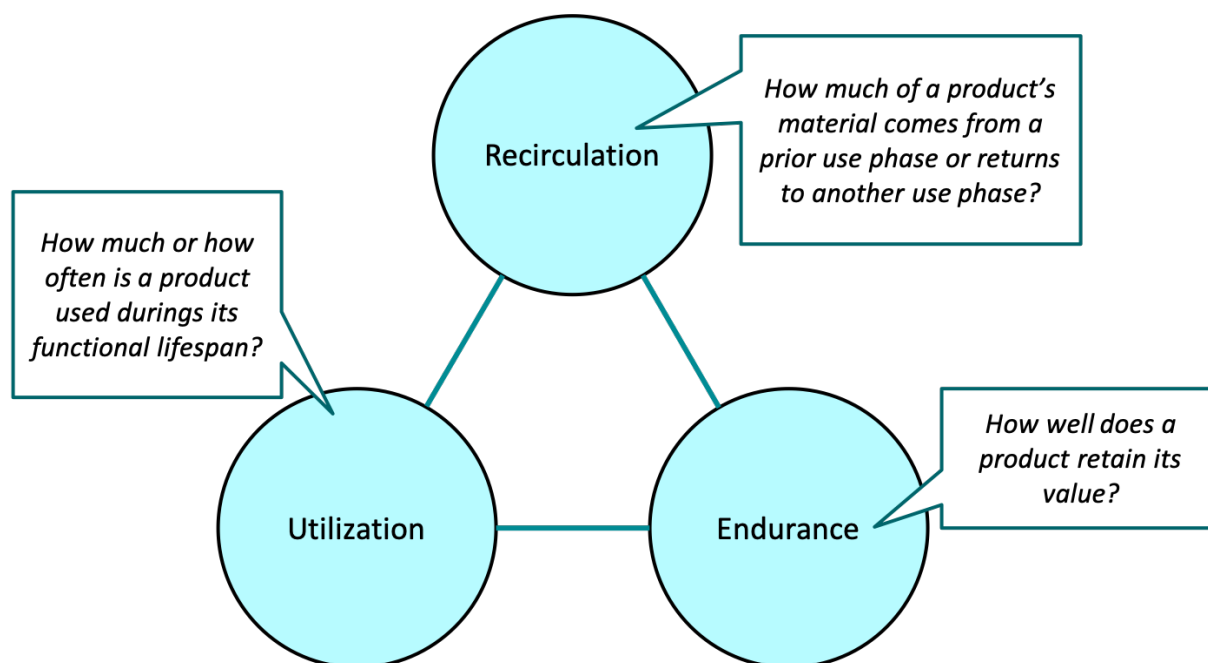 Recirculation
How much of a product’s
material comes from a
prior use phase or returns
to another use phase?
How much or how
often is a product
used durings its
functional lifespan?
Utilization
Endurance
How well does a
product retain its
value?